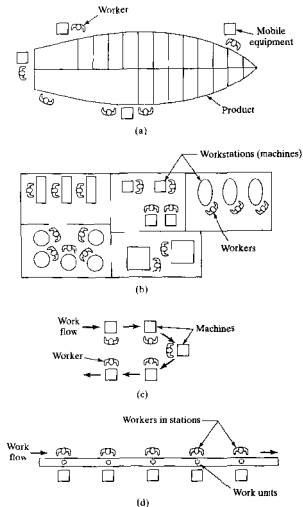 Worker
Mobile
equipment
Product
(a)
Workstations (machines)
Workers
(b)
Work
flow
Machines
Worker
(c)
Workers in stations
Work
flow
Work units
(d)